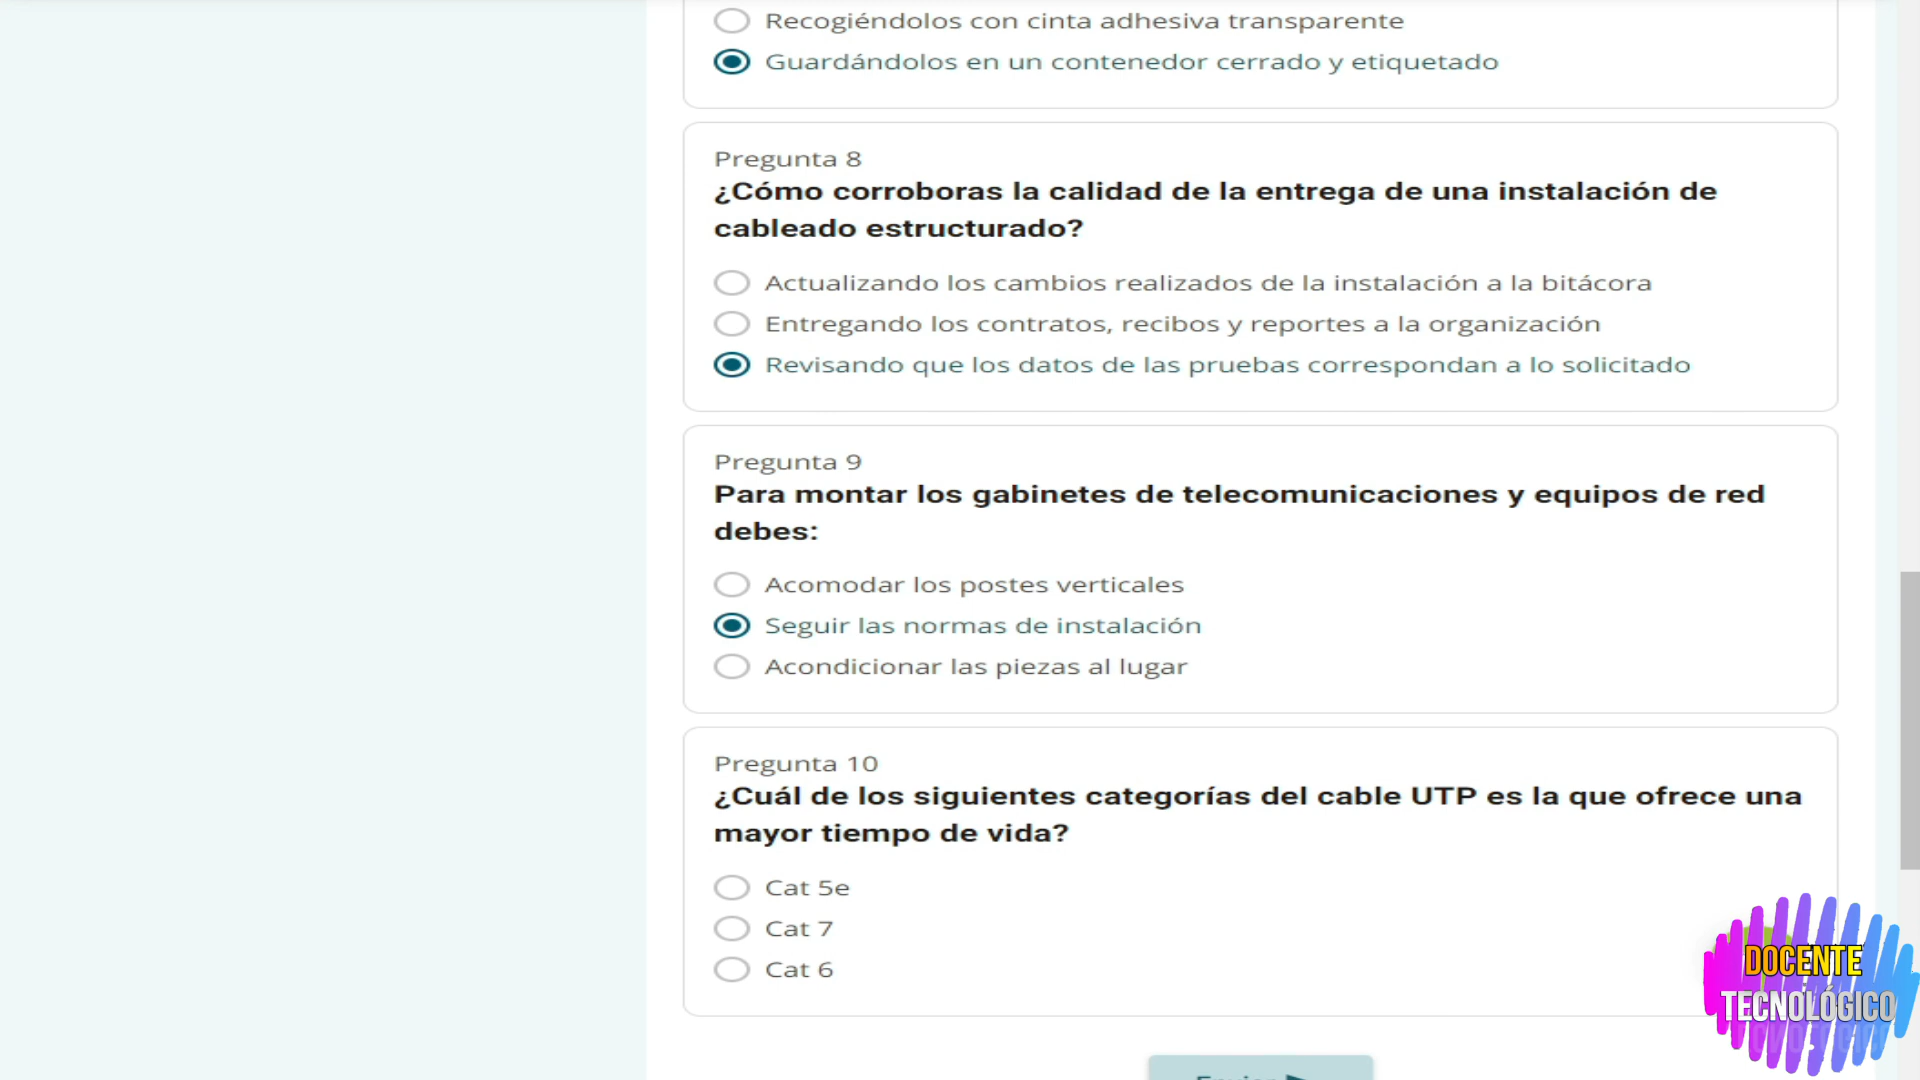 Recogiéndolos con cinta adhesiva transparente
Guardándolos en un contenedor cerrado y etiquetado
Pregunta 8
¿Cómo corroboras la calidad de la entrega de una instalación de
cableado estructurado?
Actualizando los cambios realizados de la instalación a la bitácora
Entregando los contratos, recibos y reportes a la organización
Revisando que los datos de las pruebas correspondan a lo solicitado
Pregunta 9
Para montar los gabinetes de telecomunicaciones y equipos de red
debes:
Acomodar los postes verticales
Seguir las normas de instalación
Acondicionar las piezas al lugar
Pregunta 10
¿Cuál de los siguientes categorías del cable UTP es la que ofrece una
mayor tiempo de vida?
Cat 5e
Cat 7
Cat 6
DOCENTE
TECNOLÓGICO